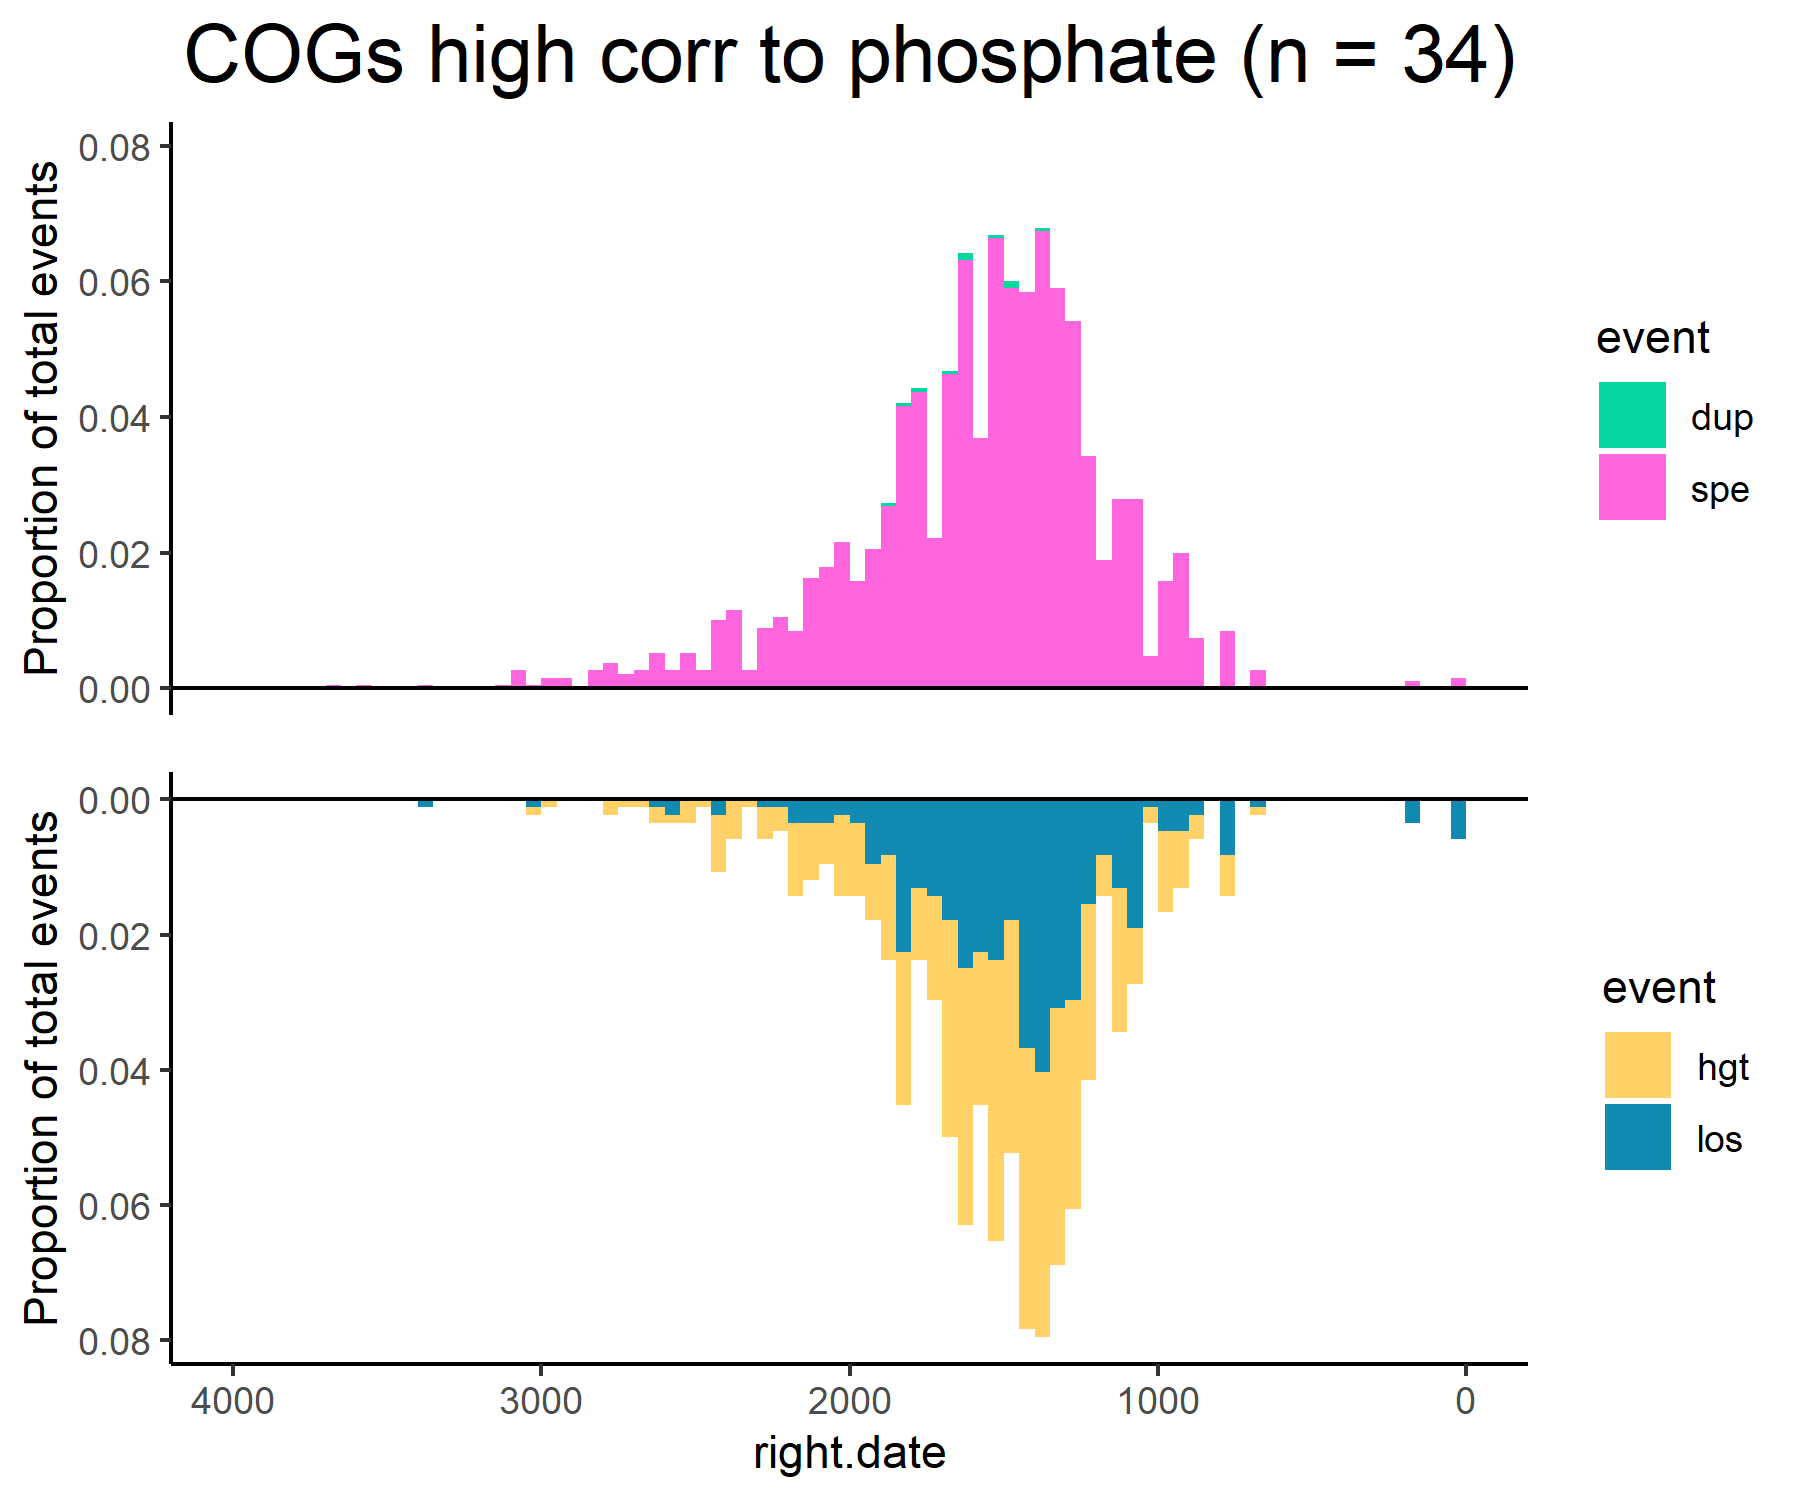 COGs high corr to phosphate (n = 34)
Proportion of total events
0.08
0.06
0.04
0.02
0.00
event
dup
spe
Proportion of total events
0.00
0.02
0.04
0.06
0.08
event
hgt
los
4000 3000 2000 1000 0
right.date